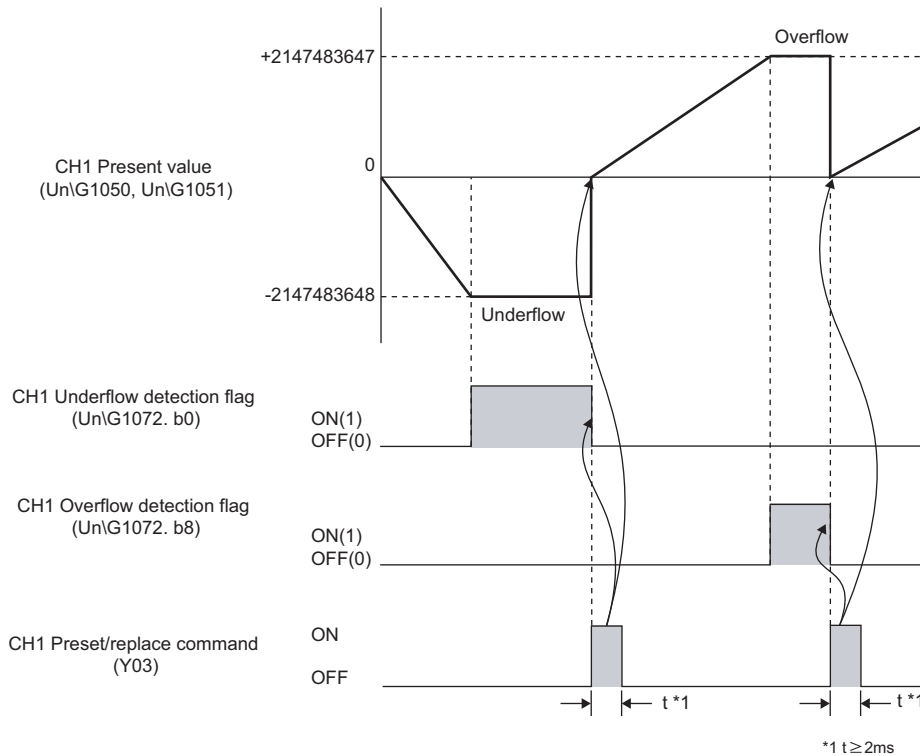 Overflow
+2147483647
CH1 Present value
(Un\G1050, Un\G1051)
0
-2147483648
Underflow
CH1 Underflow detection flag
(Un\G1072. b0)
ON(1)
OFF(0)
CH1 Overflow detection flag
(Un\G1072. b8)
ON(1)
OFF(0)
CH1 Preset/replace command
(Y03)
ON
OFF
t *1
t *1
*1 t≥2ms